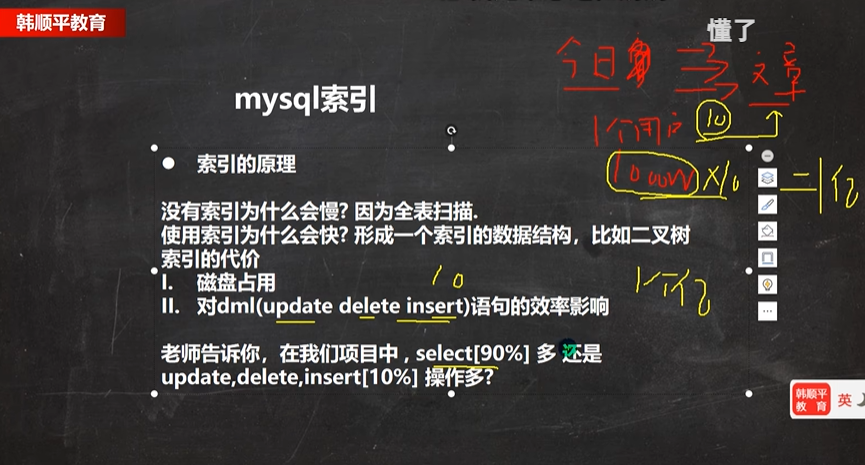 韩顺平教育
懂了
今日 文章
mysql索引
1个用户 10
1000W X10 = 1亿
● 索引的原理
没有索引为什么会慢? 因为全表扫描.
使用索引为什么会快? 形成一个索引的数据结构，比如二叉树
索引的代价
I. 磁盘占用
10
II. 对dml(update delete insert)语句的效率影响
老师告诉你，在我们项目中 , select[90%] 多 还是
update,delete,insert[10%] 操作多?
韩顺平
教 育
英